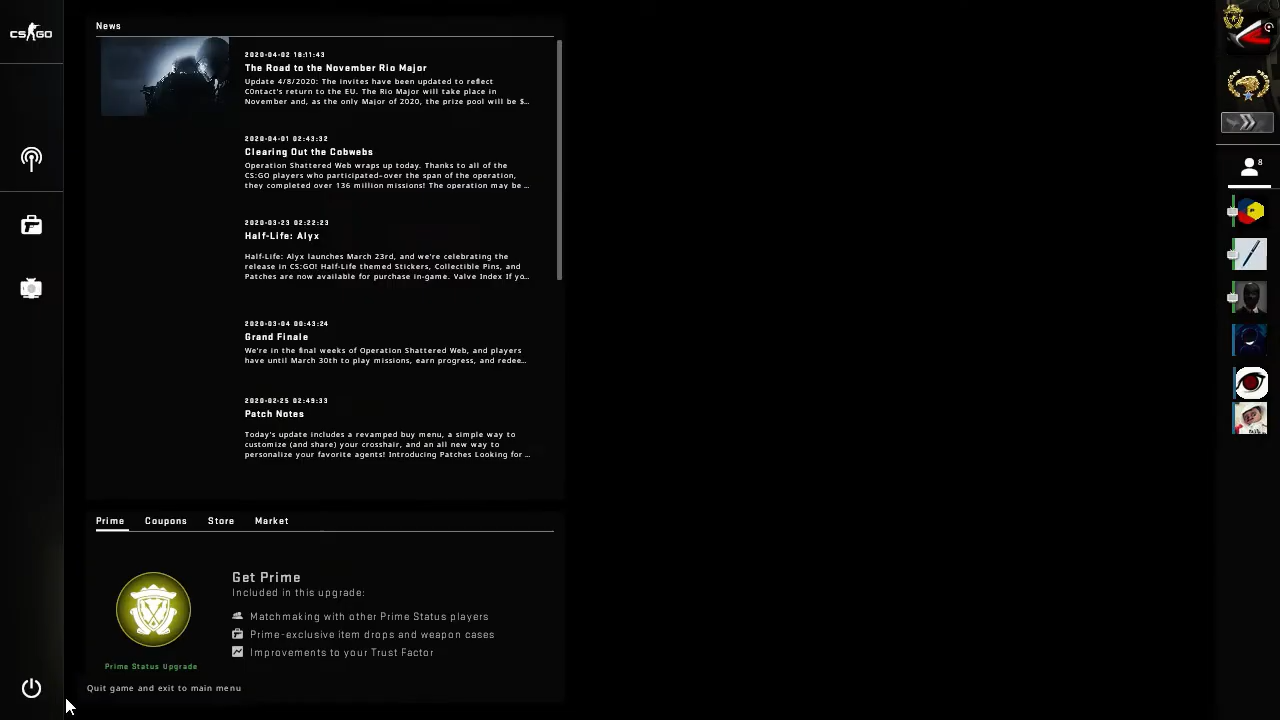 CS:GO
News
2020-04-02 18:11:43
The Road to the November Rio Major
Update 4/8/2020: The invites have been updated to reflect
C0ntact's return to the EU. The Rio Major will take place in
November and, as the only Major of 2020, the prize pool will be $...
2020-04-01 02:43:32
Clearing Out the Cobwebs
Operation Shattered Web wraps up today. Thanks to all of the
CS:GO players who participated–over the span of the operation,
they completed over 136 million missions! The operation may be ...
2020-03-23 02:22:23
Half-Life: Alyx
Half-Life: Alyx launches March 23rd, and we're celebrating the
release in CS:GO! Half-Life themed Stickers, Collectible Pins, and
Patches are now available for purchase in-game. Valve Index If yo...
2020-03-04 00:43:24
Grand Finale
We're in the final weeks of Operation Shattered Web, and players
have until March 30th to play missions, earn progress, and redee...
2020-02-25 02:49:33
Patch Notes
Today's update includes a revamped buy menu, a simple way to
customize (and share) your crosshair, and an all new way to
personalize your favorite agents! Introducing Patches Looking for ...
Prime Coupons Store Market
Get Prime
Included in this upgrade:
Matchmaking with other Prime Status players
Prime-exclusive item drops and weapon cases
Improvements to your Trust Factor
Prime Status Upgrade
Quit game and exit to main menu
8